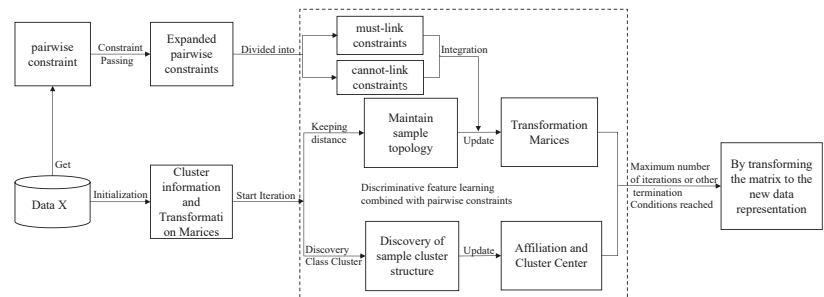 pairwise
constraint
Constraint
Passing
Expanded
pairwise
constraints
Divided into
must-link
constraints
cannot-link
constraints
Integration
Get
Data X
Initialization
Cluster
information
and
Transformati
on Marices
Start Iteration
Keeping
distance
Maintain
sample
topology
Update
Transformation
Marices
Discriminative feature learning
combined with pairwise constraints
Discovery
Class Cluster
Discovery of
sample cluster
structure
Update
Affiliation and
Cluster Center
Maximum number
of iterations or other
termination
Conditions reached
By transforming
the matrix to the
new data
representation